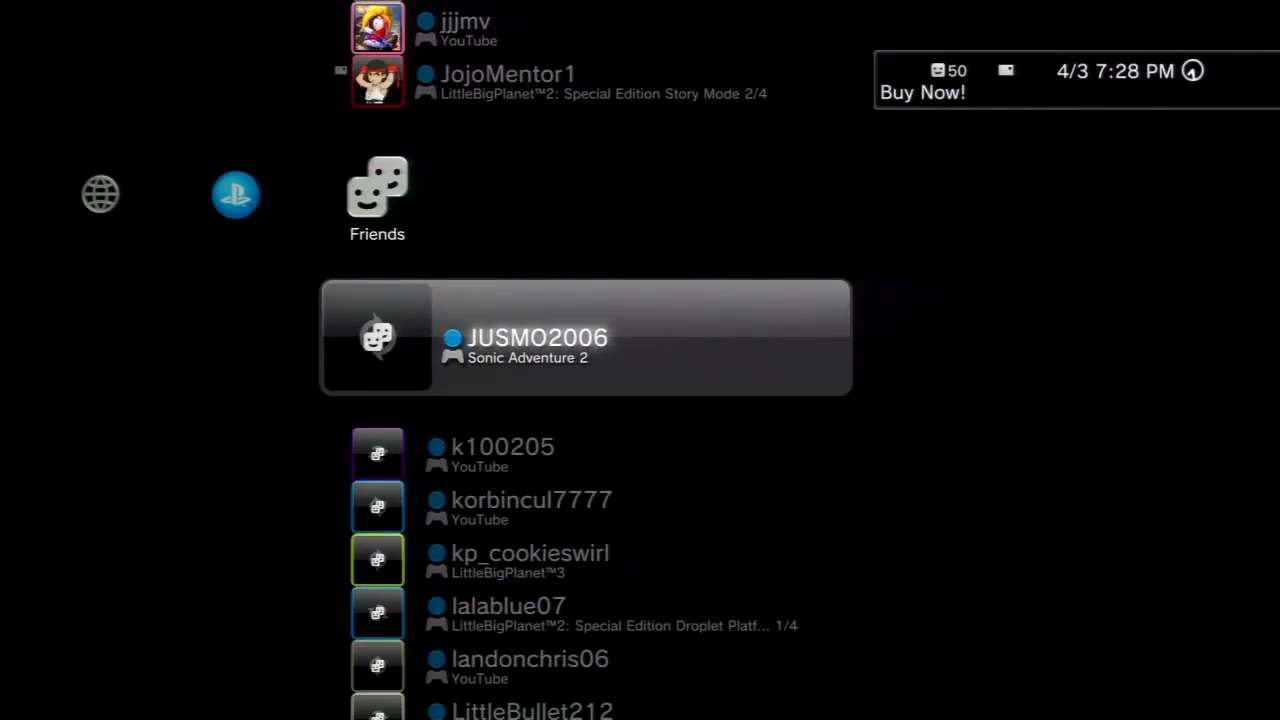 jjjmv
YouTube
JojoMentor1
LittleBigPlanet™2: Special Edition Story Mode 2/4
50
4/3 7:28 PM
Buy Now!
Friends
JUSMO2006
Sonic Adventure 2
k100205
YouTube
korbincul7777
YouTube
kp_cookieswirl
LittleBigPlanet™3
lalablue07
LittleBigPlanet™2: Special Edition Droplet Platf... 1/4
landonchris06
YouTube
LittleBullet212